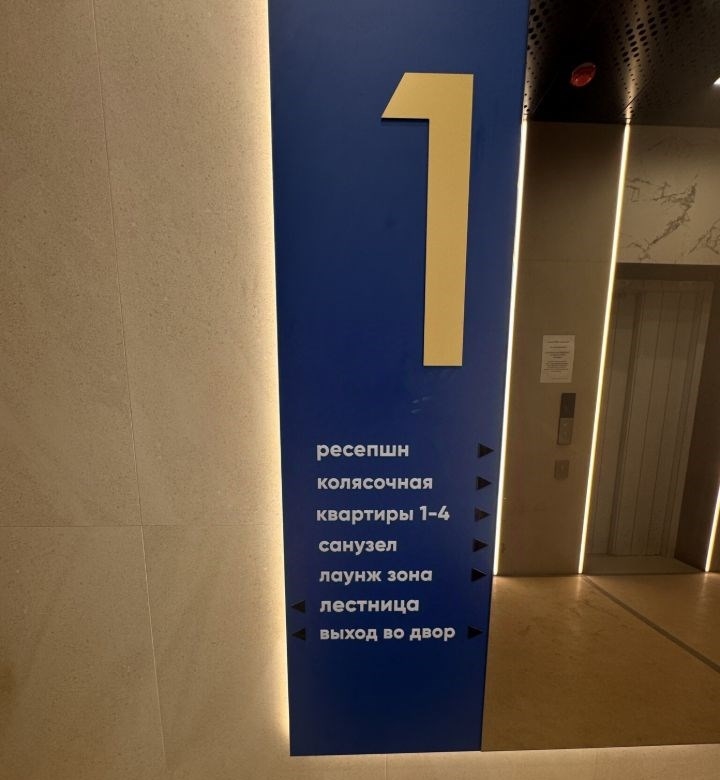 1
ресепшн
колясочная
квартиры 1-4
санузел
лаунж зона
лестница
выход во двор